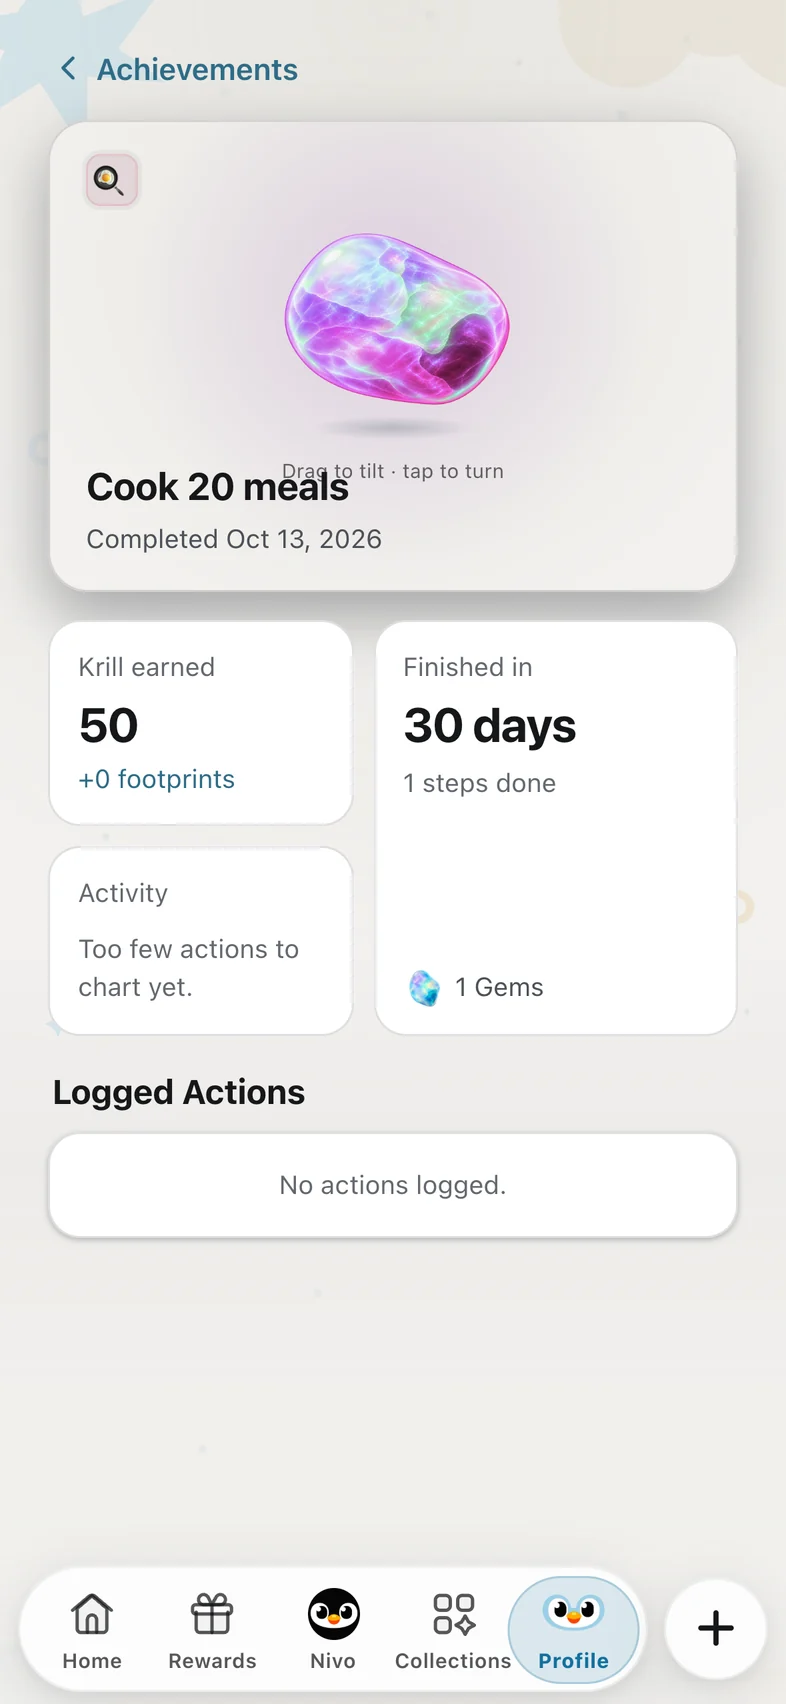 Achievements
Drag to tilt · tap to turn
Cook 20 meals
Completed Oct 13, 2026
Krill earned
50
+0 footprints
Finished in
30 days
1 steps done
1 Gems
Activity
Too few actions to
chart yet.
Logged Actions
No actions logged.
Home
Rewards
Nivo
Collections
Profile